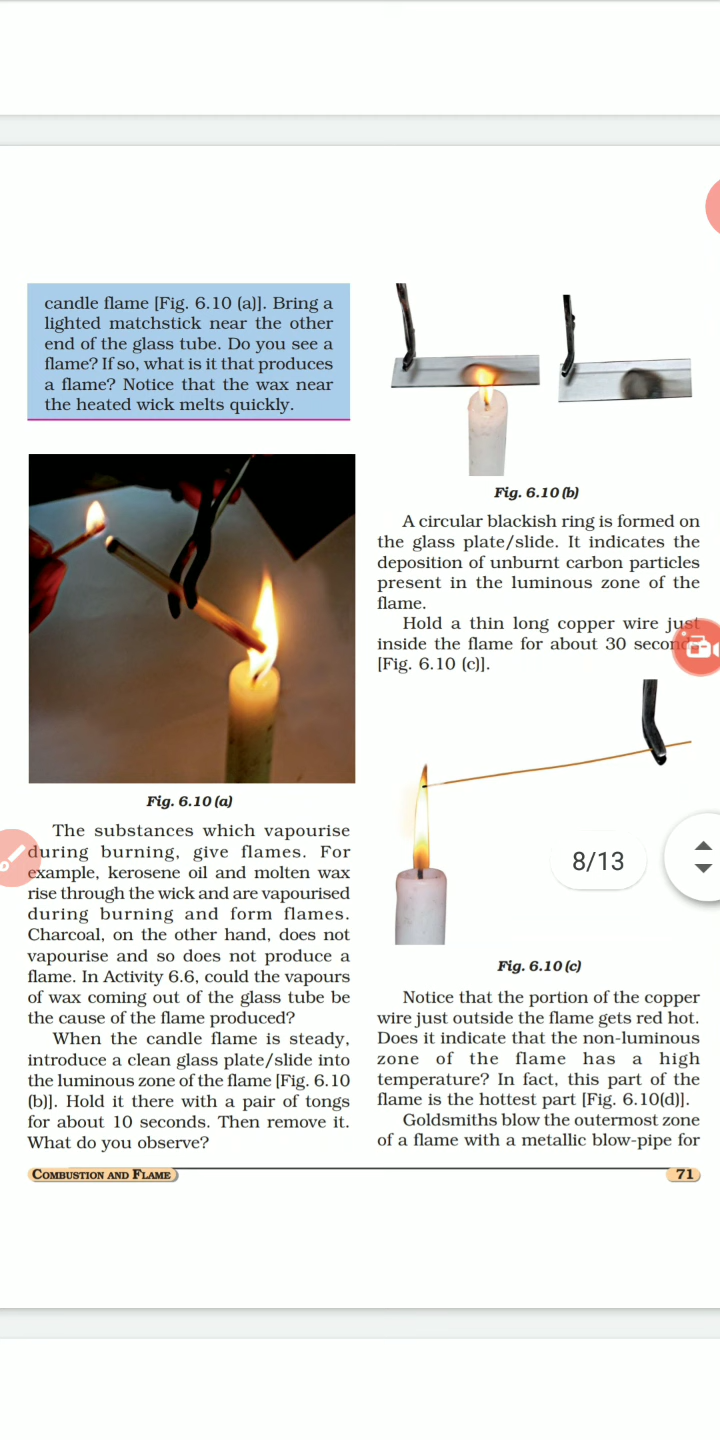 candle flame [Fig. 6.10 (a)]. Bring a
lighted matchstick near the other
end of the glass tube. Do you see a
flame? If so, what is it that produces
a flame? Notice that the wax near
the heated wick melts quickly.
Fig. 6.10 (a)
The substances which vapourise
during burning, give flames. For
example, kerosene oil and molten wax
rise through the wick and are vapourised
during burning and form flames.
Charcoal, on the other hand, does not
vapourise and so does not produce a
flame. In Activity 6.6, could the vapours
of wax coming out of the glass tube be
the cause of the flame produced?
When the candle flame is steady,
introduce a clean glass plate/slide into
the luminous zone of the flame [Fig. 6.10
(b)]. Hold it there with a pair of tongs
for about 10 seconds. Then remove it.
What do you observe?
Fig. 6.10 (b)
A circular blackish ring is formed on
the glass plate/slide. It indicates the
deposition of unburnt carbon particles
present in the luminous zone of the
flame.
Hold a thin long copper wire just
inside the flame for about 30 seconds
[Fig. 6.10 (c)].
8/13
Fig. 6.10 (c)
Notice that the portion of the copper
wire just outside the flame gets red hot.
Does it indicate that the non-luminous
zone of the flame has a high
temperature? In fact, this part of the
flame is the hottest part [Fig. 6.10(d)].
Goldsmiths blow the outermost zone
of a flame with a metallic blow-pipe for
COMBUSTION AND FLAME
71